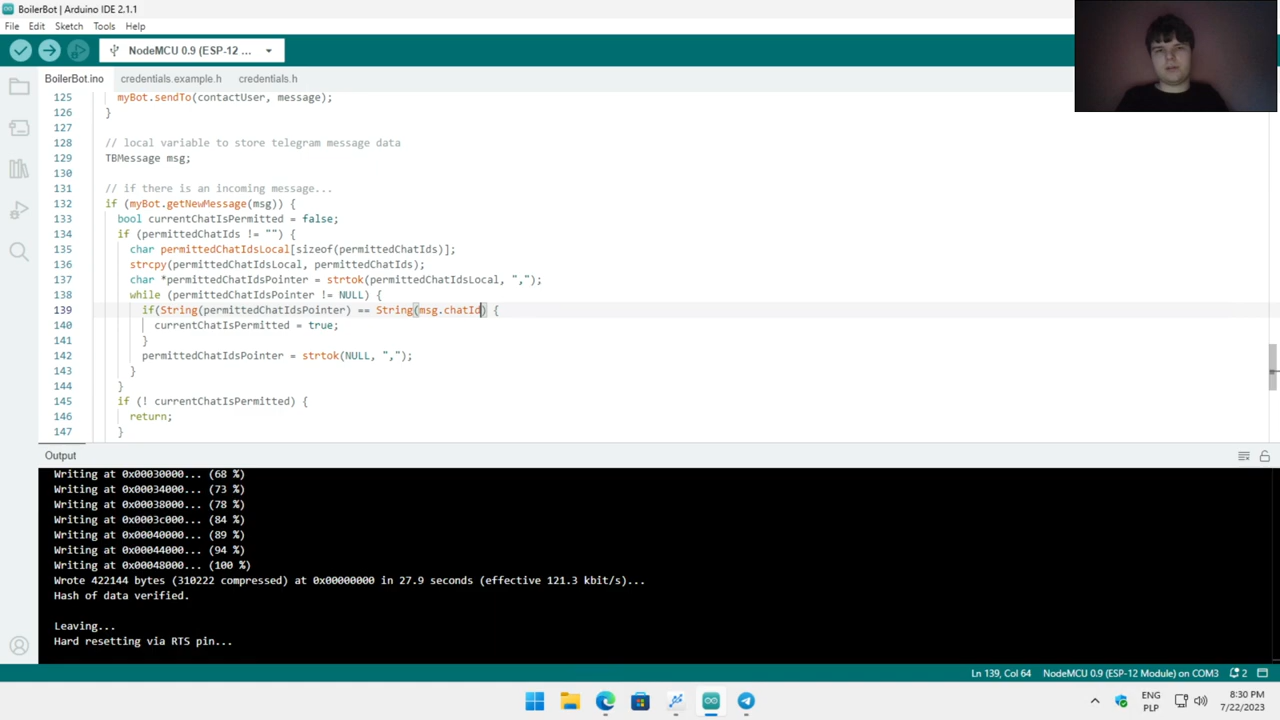 BoilerBot | Arduino IDE 2.1.1
File Edit Sketch Tools Help
NodeMCU 0.9 (ESP-12 ...
BoilerBot.ino credentials.example.h credentials.h
125 myBot.sendTo(contactUser, message);
126 }
127
128 // local variable to store telegram message data
129 TBMessage msg;
130
131 // if there is an incoming message...
132 if (myBot.getNewMessage(msg)) {
133 bool currentChatIsPermitted = false;
134 if (permittedChatIds != "") {
135 char permittedChatIdsLocal[sizeof(permittedChatIds)];
136 strcpy(permittedChatIdsLocal, permittedChatIds);
137 char *permittedChatIdsPointer = strtok(permittedChatIdsLocal, ",");
138 while (permittedChatIdsPointer != NULL) {
139 if(String(permittedChatIdsPointer) == String(msg.chatId) {
140 currentChatIsPermitted = true;
141 }
142 permittedChatIdsPointer = strtok(NULL, ",");
143 }
144 }
145 if (! currentChatIsPermitted) {
146 return;
147 }
Output
Writing at 0x00030000... (68 %)
Writing at 0x00034000... (73 %)
Writing at 0x00038000... (78 %)
Writing at 0x0003c000... (84 %)
Writing at 0x00040000... (89 %)
Writing at 0x00044000... (94 %)
Writing at 0x00048000... (100 %)
Wrote 422144 bytes (310222 compressed) at 0x00000000 in 27.9 seconds (effective 121.3 kbit/s)...
Hash of data verified.
Leaving...
Hard resetting via RTS pin...
Ln 139, Col 64 NodeMCU 0.9 (ESP-12 Module) on COM3 2
ENG 8:30 PM
PLP 7/22/2023